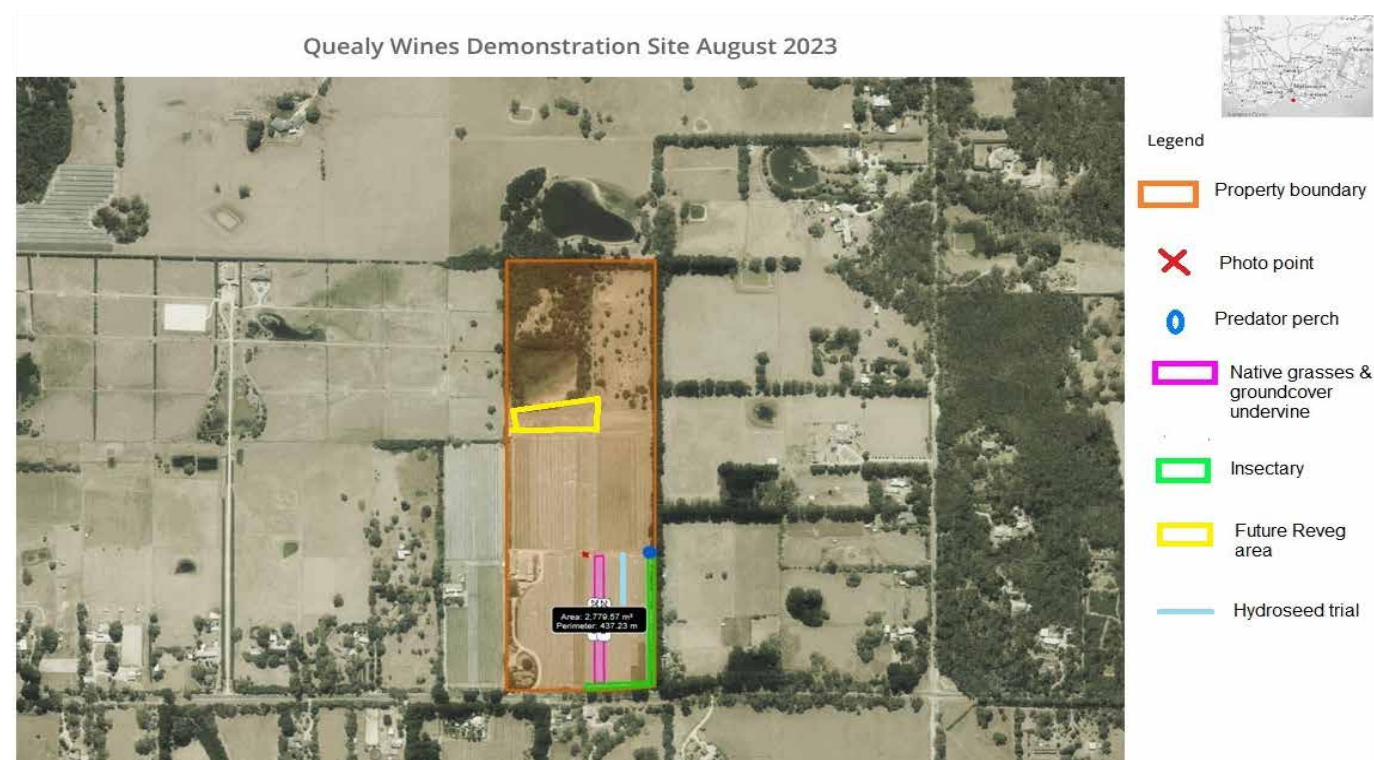 Quealy Wines Demonstration Site August 2023
Legend
Property boundary
Photo point
Predator perch
Native grasses &
groundcover
undervine
Insectary
Future Reveg
area
Hydroseed trial
Area: 2,779.57 m²
Perimeter: 437.23 m